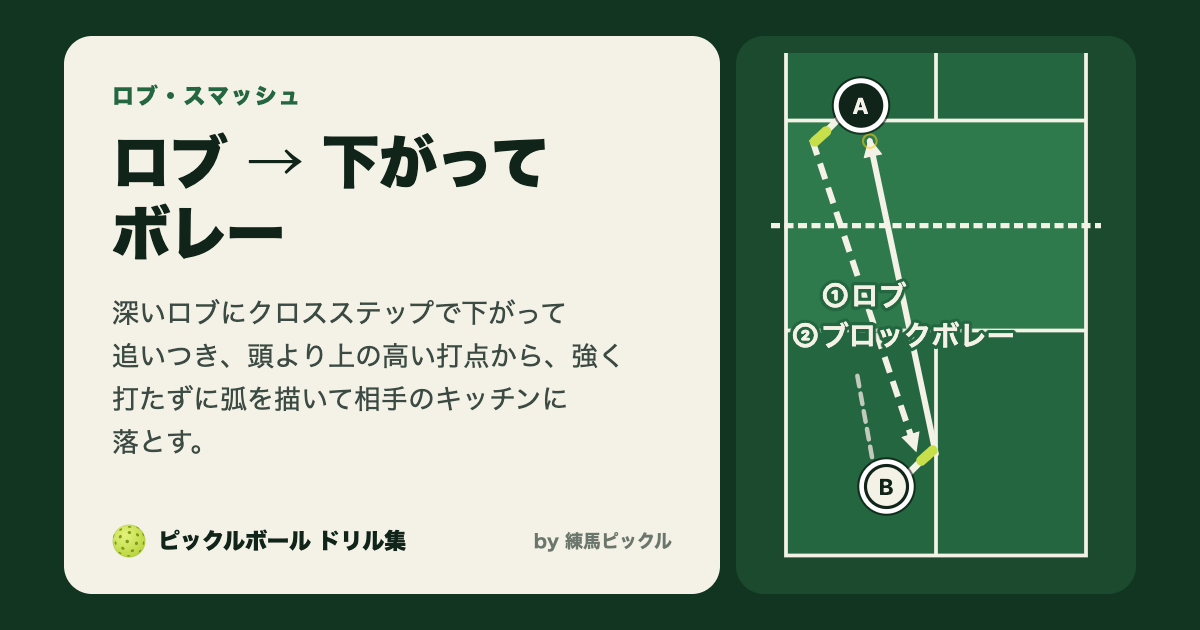 ロブ・スマッシュ
ロブ → 下がって
ボレー
深いロブにクロスステップで下がって
追いつき、頭より上の高い打点から、強く
打たずに弧を描いて相手のキッチンに
落とす。
ピックルボール ドリル集
by 練馬ピックル
A
①ロブ
②ブロックボレー
B